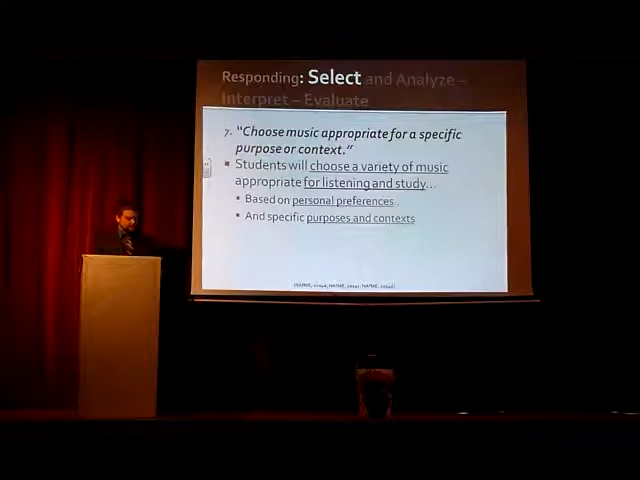 Responding: Select and Analyze –
Interpret – Evaluate
7. "Choose music appropriate for a specific
purpose or context."
▪ Students will choose a variety of music
appropriate for listening and study...
▪ Based on personal preferences..
▪ And specific purposes and contexts